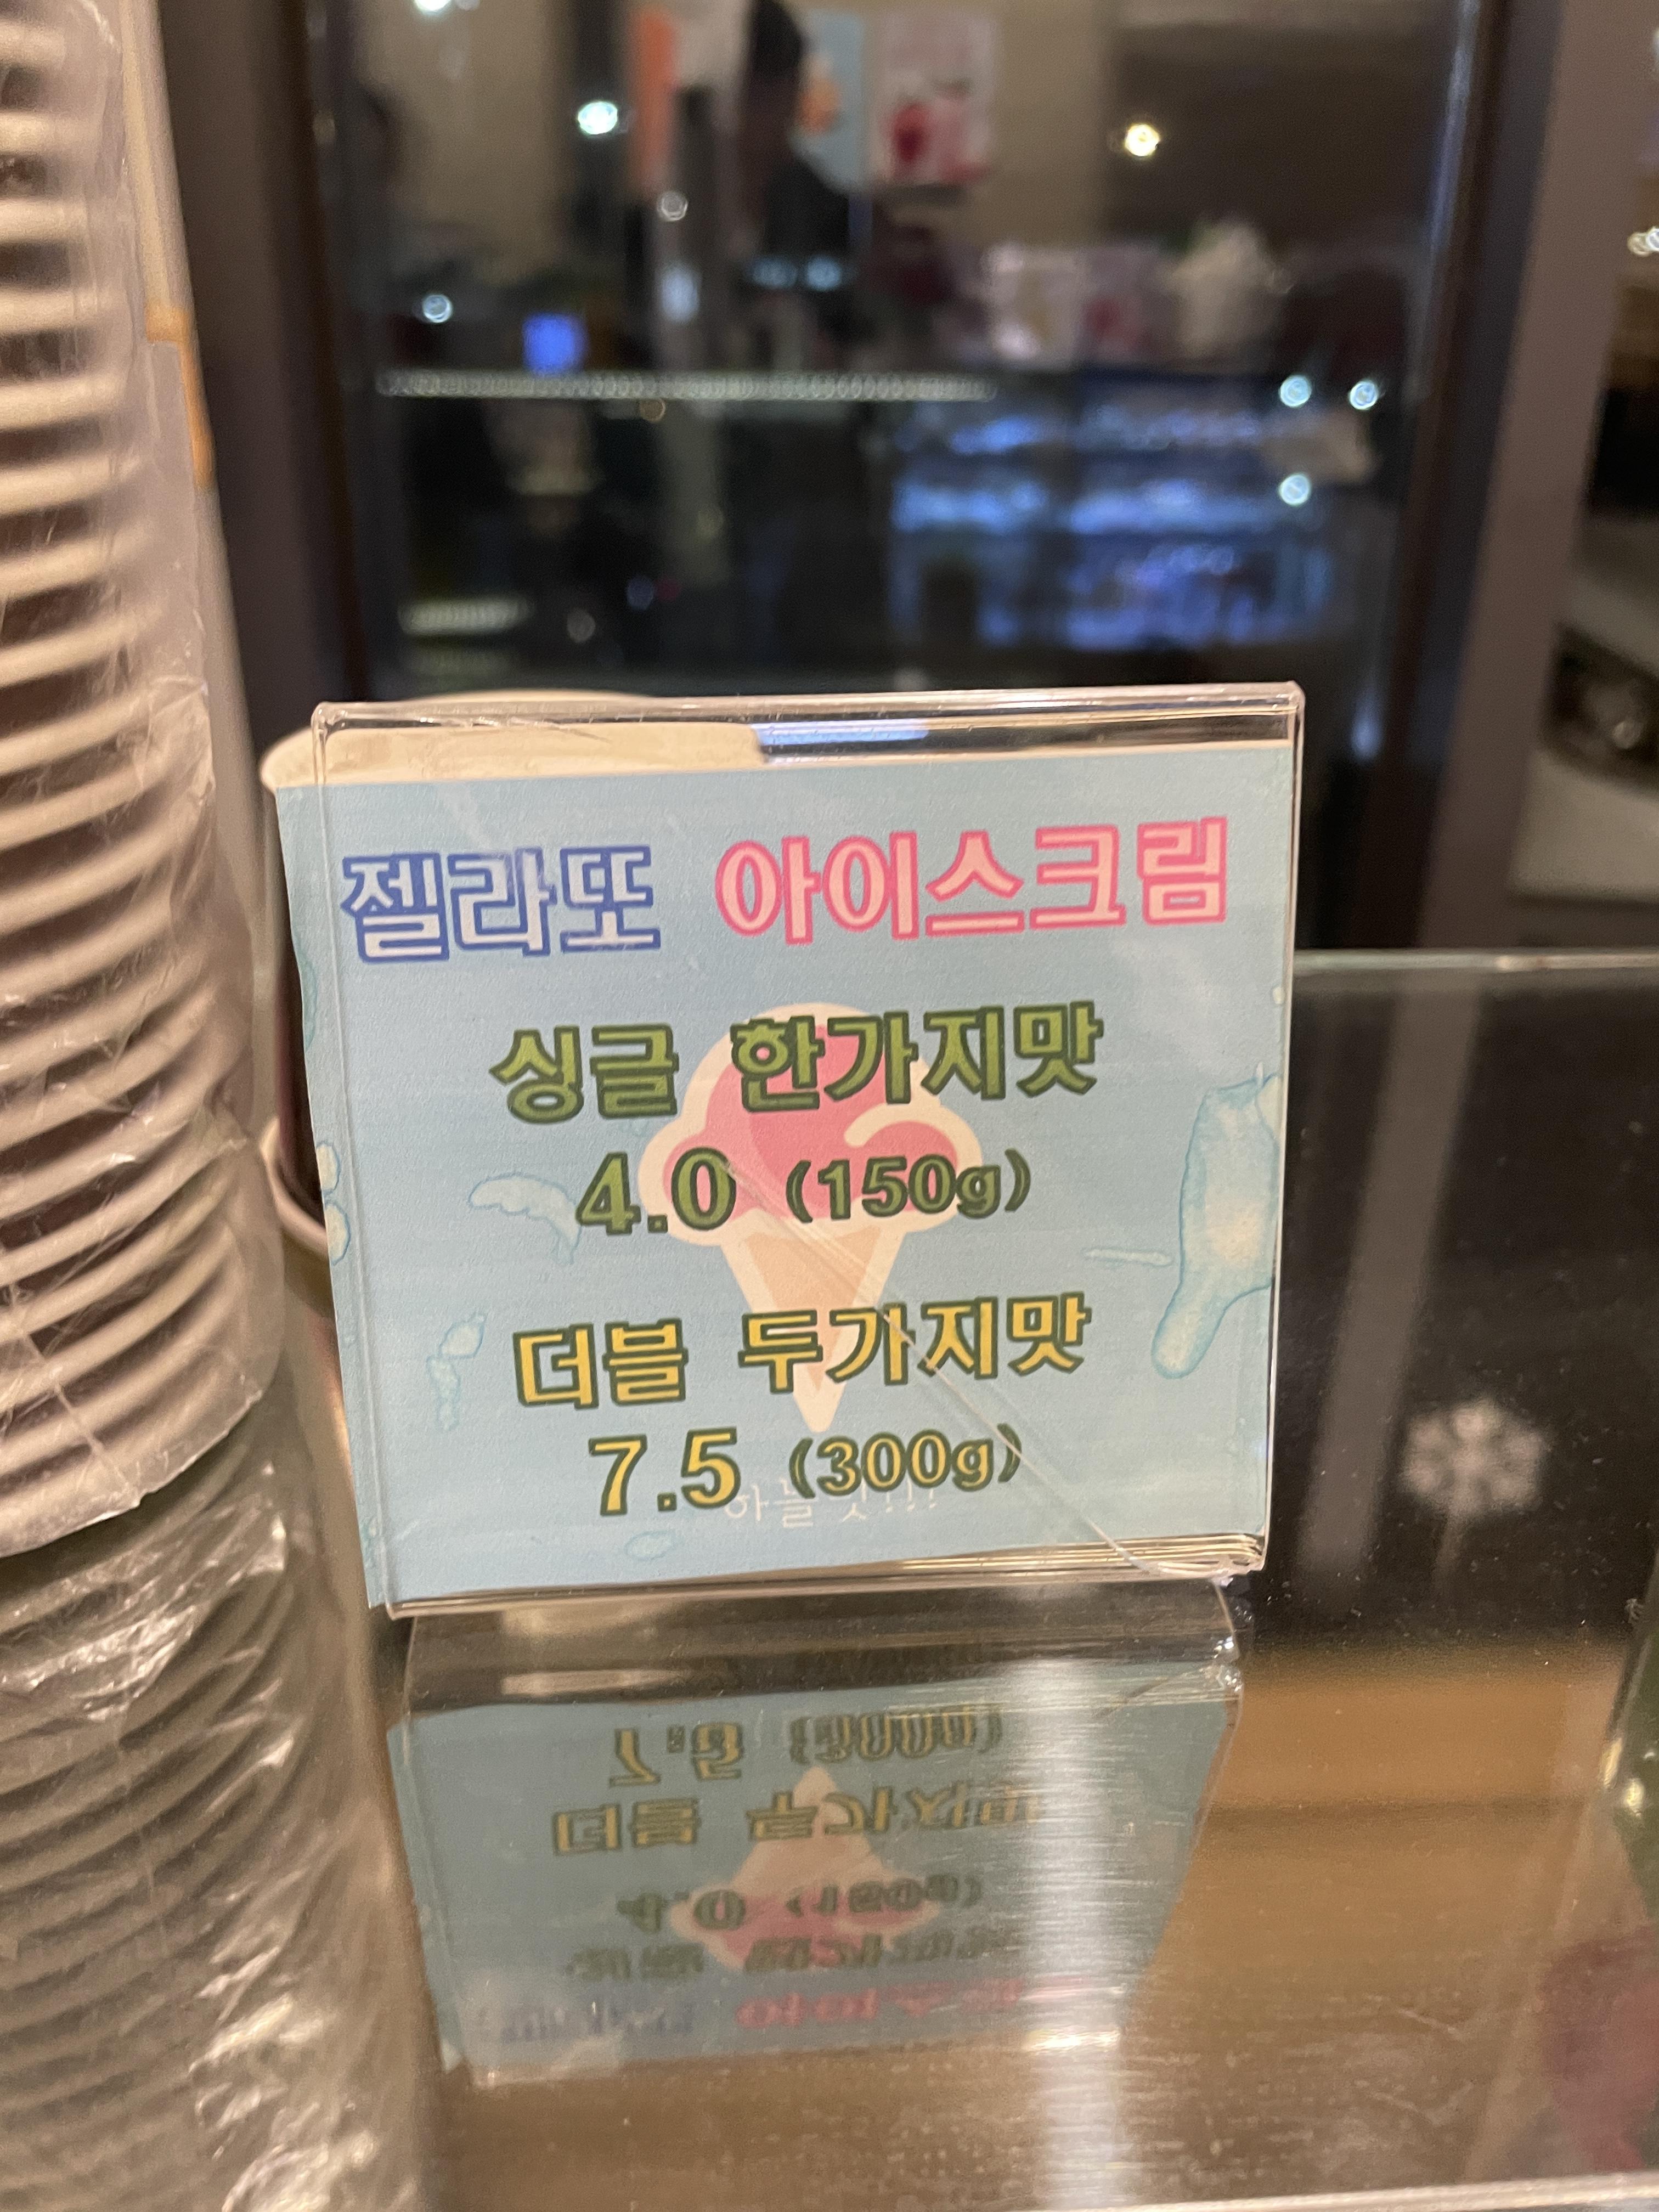 젤라또 아이스크림
싱글 한가지맛
4.0 (150g)
더블 두가지맛
7.5 (300g)